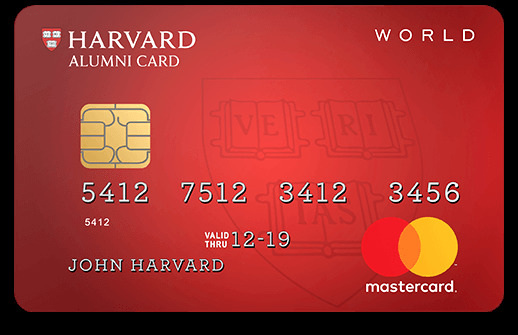 HARVARD WORLD
ALUMNI CARD
VE RI
TAS
5412 7512 3412 3456
5412
VALID THRU 12-19
JOHN HARVARD
mastercard.